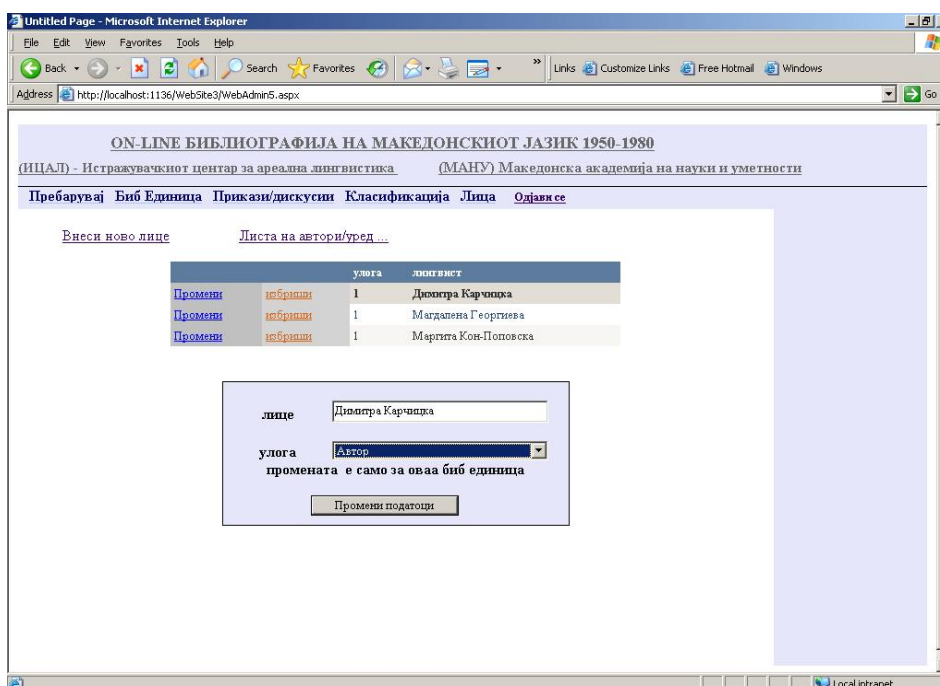 Untitled Page - Microsoft Internet Explorer
File Edit View Favorites Tools Help
Back Search Favorites » Links Customize Links Free Hotmail Windows
Address http://localhost:1136/WebSite3/WebAdmin5.aspx Go
ON-LINE БИБЛИОГРАФИЈА НА МАКЕДОНСКИОТ ЈАЗИК 1950-1980
(ИЦАЛ) - Истражувачкиот центар за ареална лингвистика (МАНУ) Македонска академија на науки и уметности
Пребарувај Биб Единица Прикази/дискусии Класификација Лица Одјави се
Внеси ново лице Листа на автори/уред ...
улога лингвист
Промени избриши 1 Димитра Карчицка
Промени избриши 1 Магдалена Георгиева
Промени избриши 1 Маргита Кон-Поповска
лице Димитра Карчицка
улога Автор
промената е само за оваа биб единица
Промени податоци
Local intranet